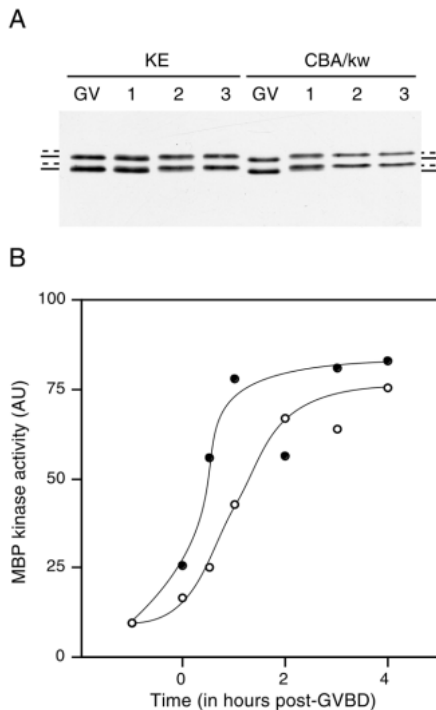 A
KE CBA/kw
GV 1 2 3 GV 1 2 3
B
100
75
50
25
0
MBP kinase activity (AU)
0 2 4
Time (in hours post-GVBD)